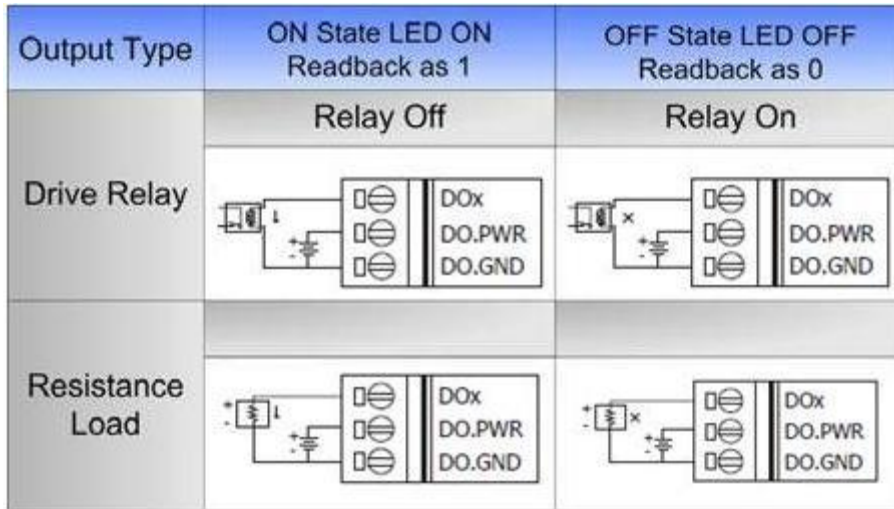 Output Type
ON State LED ON
Readback as 1
OFF State LED OFF
Readback as 0
Drive Relay
Relay Off
Relay On
+
-
DOx
DO.PWR
DO.GND
+
-
×
DOx
DO.PWR
DO.GND
Resistance
Load
+
-
+
-
DOx
DO.PWR
DO.GND
+
-
×
+
-
DOx
DO.PWR
DO.GND